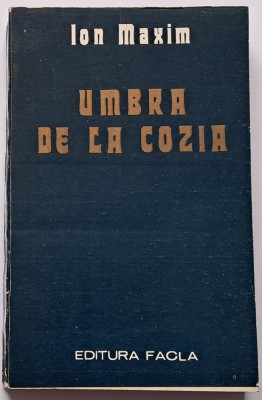 Ion Maxim
UMBRA
DE LA COZIA
EDITURA FACLA